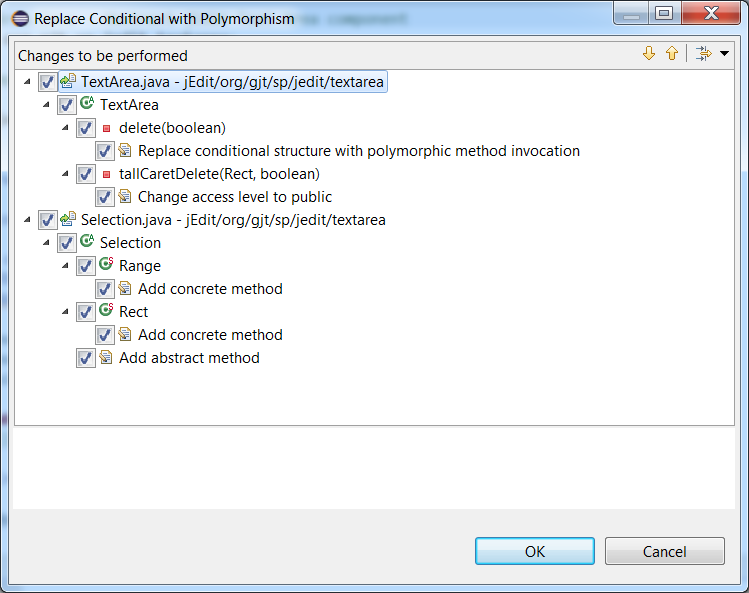 Replace Conditional with Polymorphism
Changes to be performed
TextArea.java - jEdit/org/gjt/sp/jedit/textarea
TextArea
delete(boolean)
Replace conditional structure with polymorphic method invocation
tallCaretDelete(Rect, boolean)
Change access level to public
Selection.java - jEdit/org/gjt/sp/jedit/textarea
Selection
Range
Add concrete method
Rect
Add concrete method
Add abstract method
OK
Cancel